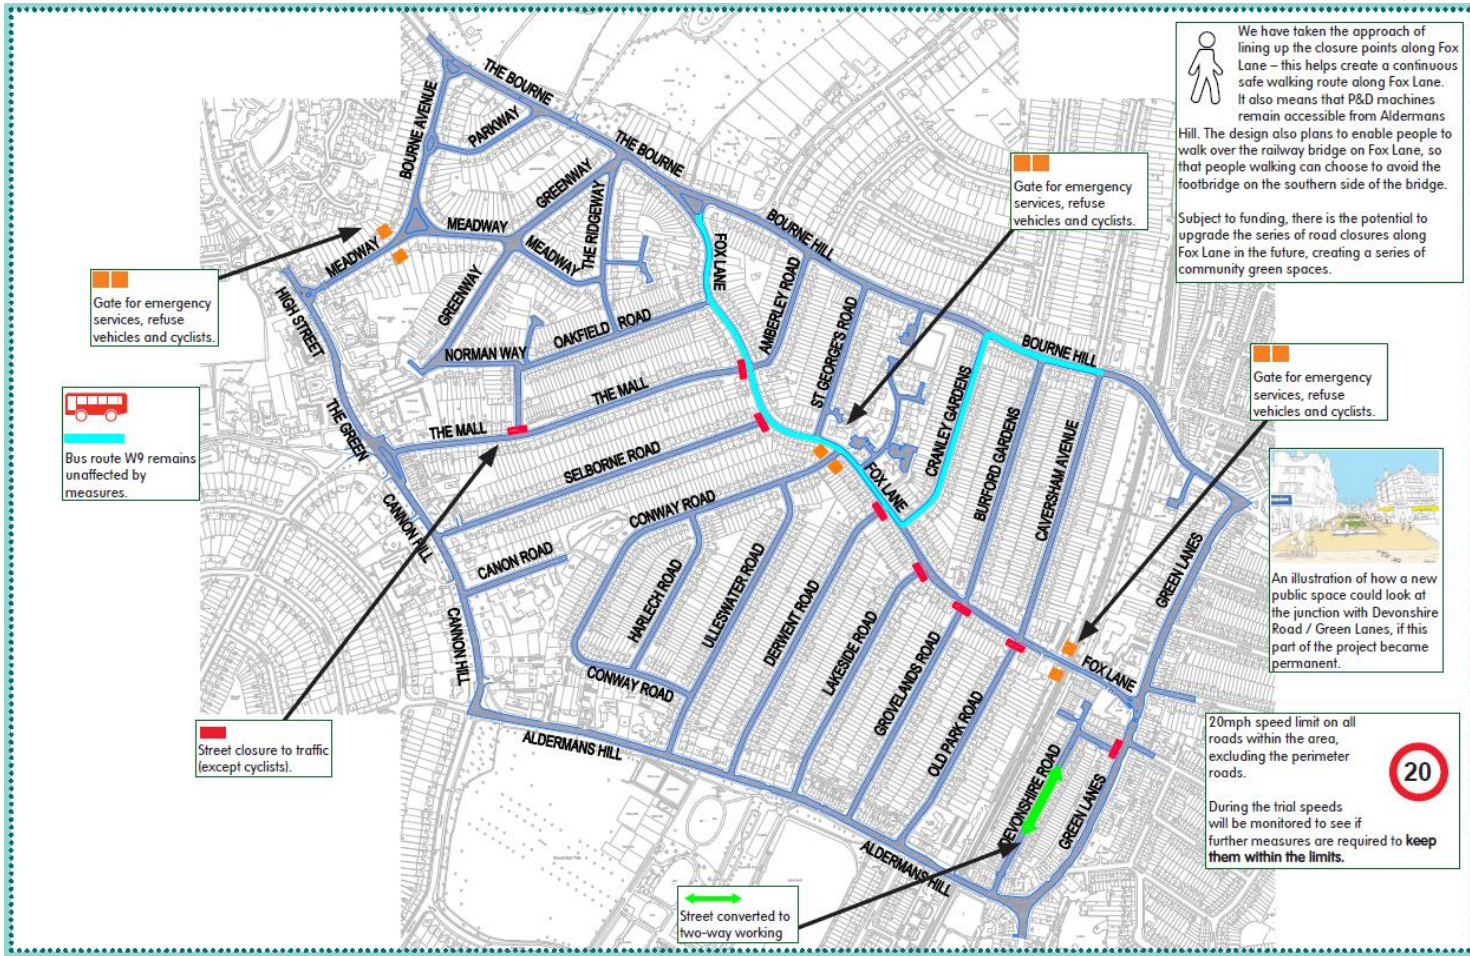 We have taken the approach of
lining up the closure points along Fox
Lane – this helps create a continuous
safe walking route along Fox Lane.
It also means that P&D machines
remain accessible from Aldermans
Hill. The design also plans to enable people to
walk over the railway bridge on Fox Lane, so
that people walking can choose to avoid the
footbridge on the southern side of the bridge.
Subject to funding, there is the potential to
upgrade the series of road closures along
Fox Lane in the future, creating a series of
community green spaces.
THE BOURNE
BOURNE AVENUE
PARKWAY
THE BOURNE
GREENWAY
Gate for emergency
services, refuse
vehicles and cyclists.
MEADWAY
MEADWAY
MEADWAY
THE RIDGEWAY
FOX LANE
BOURNE HILL
AMBERLEY ROAD
Gate for emergency
services, refuse
vehicles and cyclists.
HIGH STREET
GREENWAY
NORMAN WAY
OAKFIELD ROAD
ST GEORGE'S ROAD
BOURNE HILL
Gate for emergency
services, refuse
vehicles and cyclists.
Bus route W9 remains
unaffected by
measures.
THE GREEN
THE MALL
THE MALL
SELBORNE ROAD
CRANLEY GARDENS
BURFORD GARDENS
CAVERSHAM AVENUE
FOX LANE
CANNON HILL
CONWAY ROAD
CANON ROAD
GREEN LANES
An illustration of how a new
public space could look at
the junction with Devonshire
Road / Green Lanes, if this
part of the project became
permanent.
CANNON HILL
HARLECH ROAD
ULLESWATER ROAD
DERWENT ROAD
LAKESIDE ROAD
GROVELANDS ROAD
OLD PARK ROAD
FOX LANE
CONWAY ROAD
Street closure to traffic
(except cyclists).
ALDERMANS HILL
DEVONSHIRE ROAD
GREEN LANES
20mph speed limit on all
roads within the area,
excluding the perimeter
roads.
20
During the trial speeds
will be monitored to see if
further measures are required to keep
them within the limits.
ALDERMANS HILL
Street converted to
two-way working